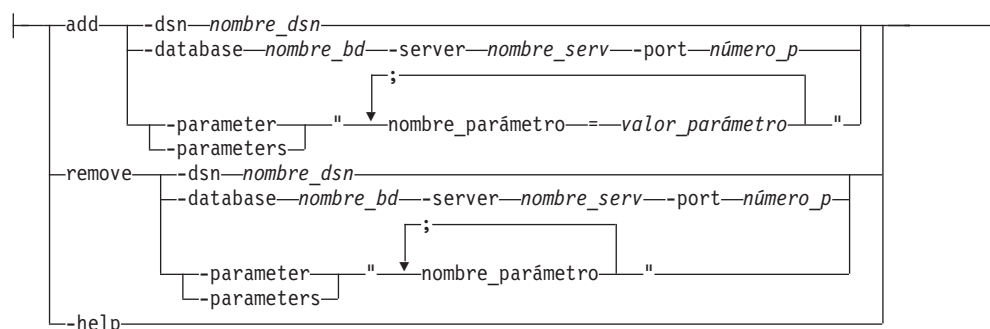 add -dsn nombre_dsn
-database nombre_bd -server nombre_serv -port número_p
;
-parameter " nombre_parámetro = valor_parámetro "
-parameters
remove -dsn nombre_dsn
-database nombre_bd -server nombre_serv -port número_p
;
-parameter " nombre_parámetro "
-parameters
-help